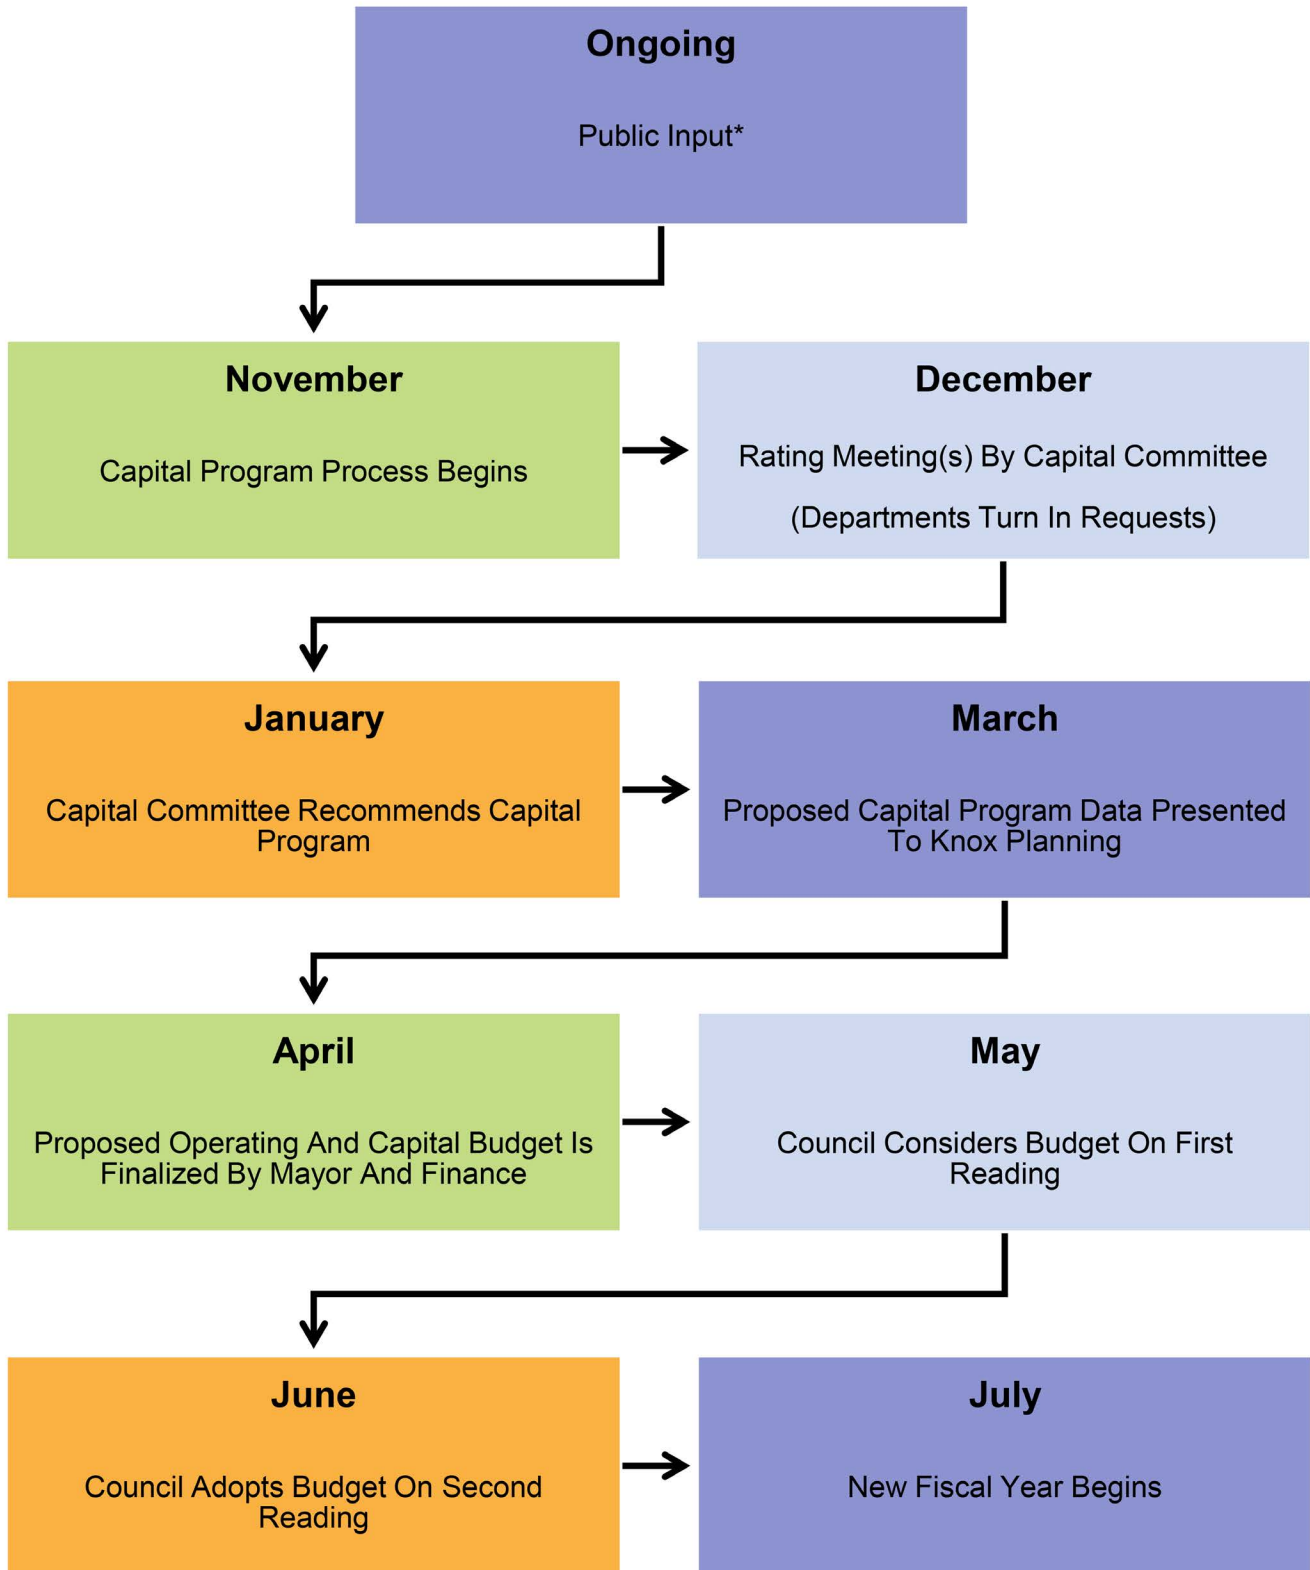 Ongoing
Public Input*
November
Capital Program Process Begins
December
Rating Meeting(s) By Capital Committee
(Departments Turn In Requests)
January
Capital Committee Recommends Capital
Program
March
Proposed Capital Program Data Presented
To Knox Planning
April
Proposed Operating And Capital Budget Is
Finalized By Mayor And Finance
May
Council Considers Budget On First
Reading
June
Council Adopts Budget On Second
Reading
July
New Fiscal Year Begins